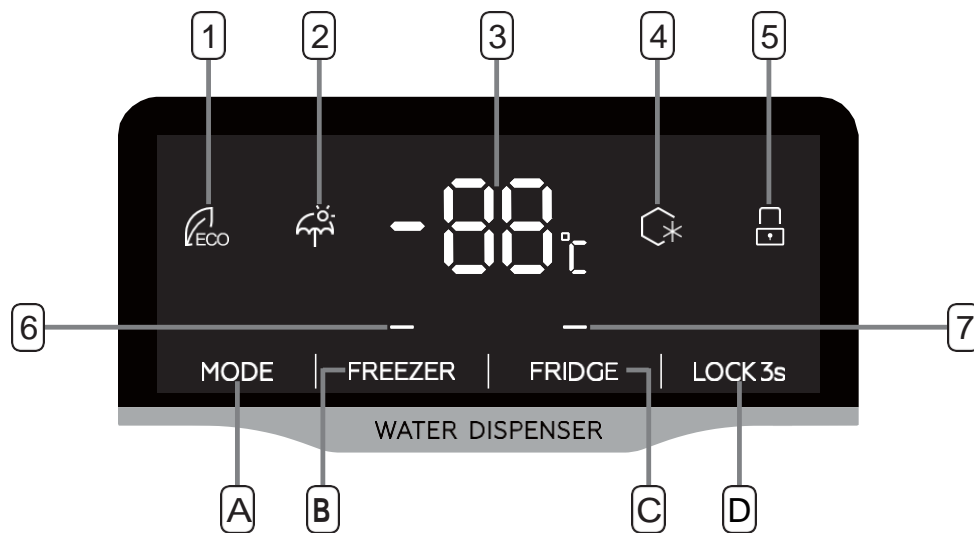 1 2 3 4 5
ECO -88°C
6 7
MODE FREEZER FRIDGE LOCK 3s
WATER DISPENSER
A B C D